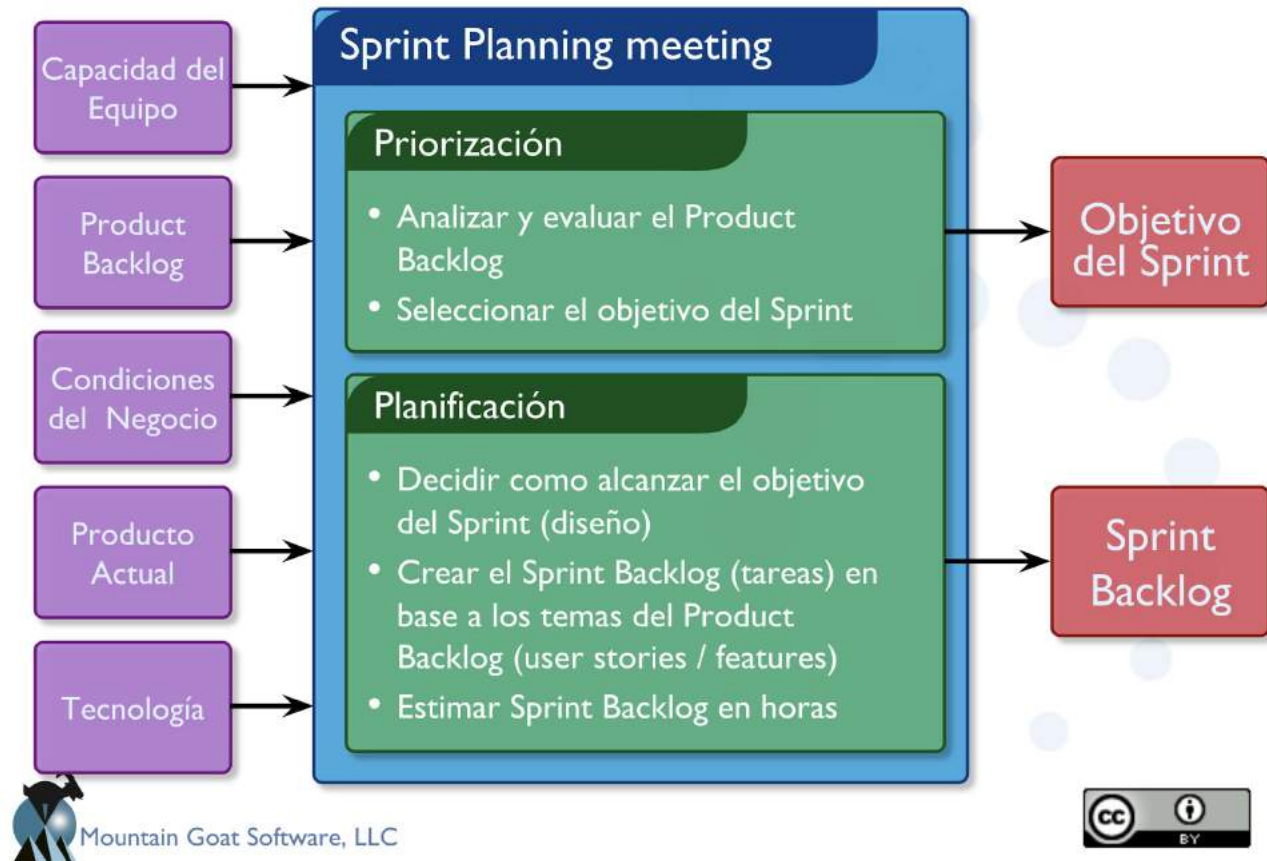 Capacidad del
Equipo
Product
Backlog
Condiciones
del Negocio
Producto
Actual
Tecnología
Sprint Planning meeting
Priorización
• Analizar y evaluar el Product
Backlog
• Seleccionar el objetivo del Sprint
Planificación
• Decidir como alcanzar el objetivo
del Sprint (diseño)
• Crear el Sprint Backlog (tareas) en
base a los temas del Product
Backlog (user stories / features)
• Estimar Sprint Backlog en horas
Objetivo
del Sprint
Sprint
Backlog
Mountain Goat Software, LLC
cc
BY